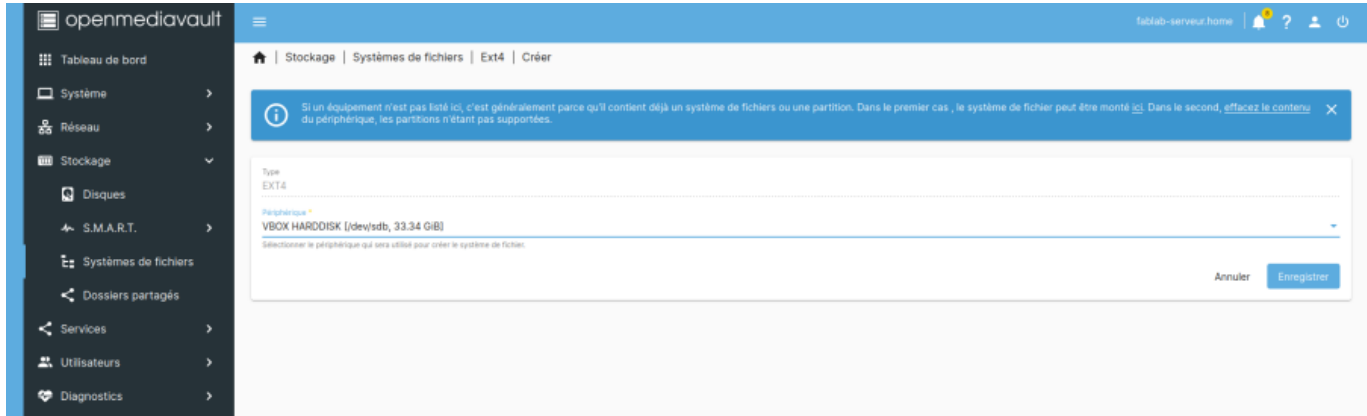 openmediavault
fablab-serveur.home
Tableau de bord
Stockage | Systèmes de fichiers | Ext4 | Créer
Système
Réseau
Stockage
Disques
S.M.A.R.T.
Systèmes de fichiers
Dossiers partagés
Services
Utilisateurs
Diagnostics
Si un équipement n'est pas listé ici, c'est généralement parce qu'il contient déjà un système de fichiers ou une partition. Dans le premier cas , le système de fichier peut être monté ici. Dans le second, effacez le contenu
du périphérique, les partitions n'étant pas supportées.
Type
EXT4
Périphérique *
VBOX HARDDISK [/dev/sdb, 33.34 GiB]
Sélectionner le périphérique qui sera utilisé pour créer le système de fichier.
Annuler
Enregistrer